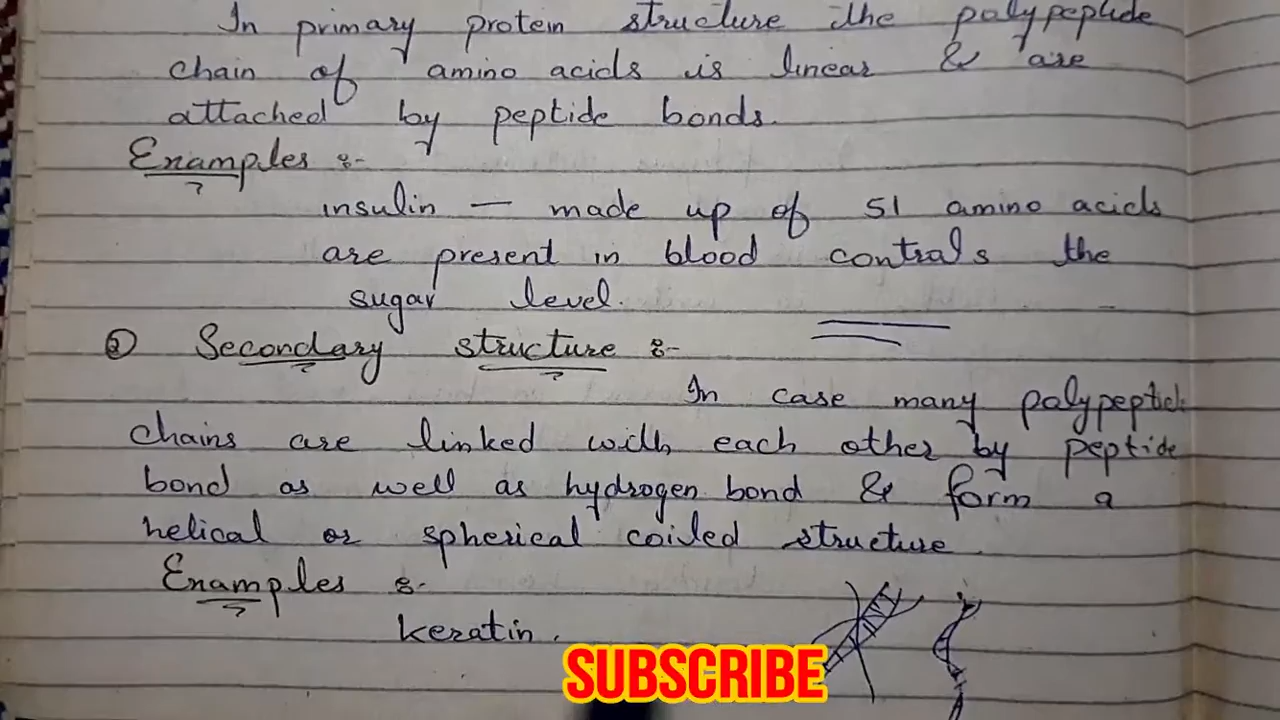 In primary protein structure the polypeptide
chain of amino acids is linear & are
attached by peptide bonds.
Examples :-
insulin — made up of 51 amino acids
are present in blood controls the
sugar level.
② Secondary structure :-
In case many polypeptide
chains are linked with each other by peptide
bond as well as hydrogen bond & form a
helical or spherical coiled structure.
Examples :-
keratin.
SUBSCRIBE